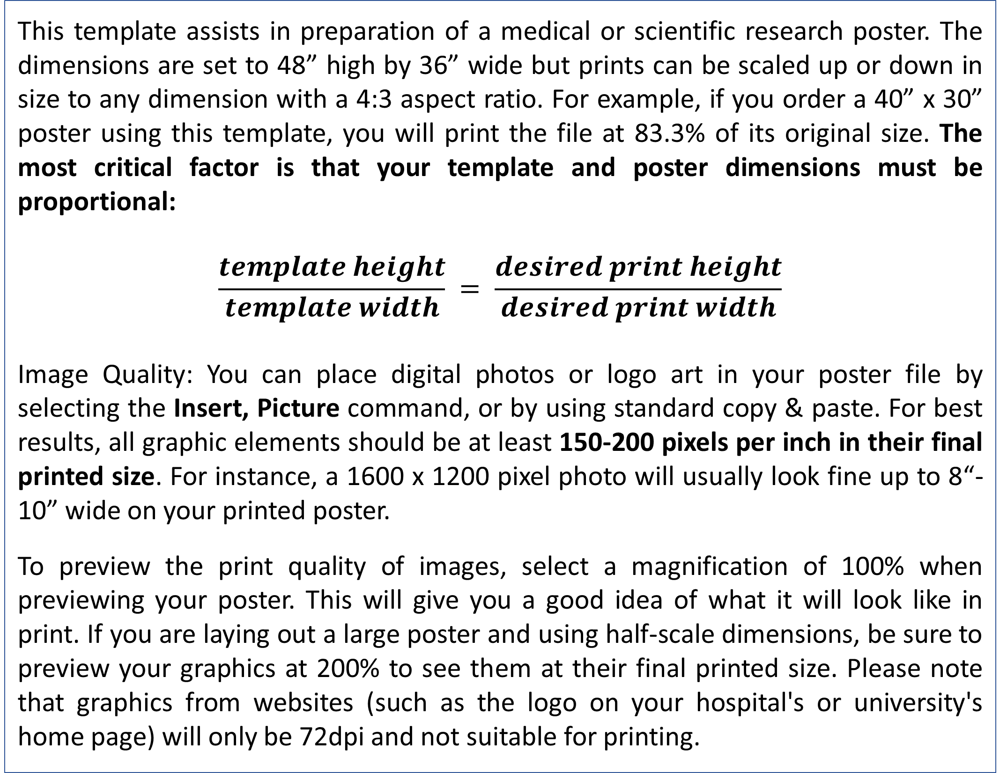 This template assists in preparation of a medical or scientific research poster. The
dimensions are set to 48” high by 36” wide but prints can be scaled up or down in
size to any dimension with a 4:3 aspect ratio. For example, if you order a 40” x 30”
poster using this template, you will print the file at 83.3% of its original size. The
most critical factor is that your template and poster dimensions must be
proportional:
template height / template width = desired print height / desired print width
Image Quality: You can place digital photos or logo art in your poster file by
selecting the Insert, Picture command, or by using standard copy & paste. For best
results, all graphic elements should be at least 150-200 pixels per inch in their final
printed size. For instance, a 1600 x 1200 pixel photo will usually look fine up to 8“-
10” wide on your printed poster.
To preview the print quality of images, select a magnification of 100% when
previewing your poster. This will give you a good idea of what it will look like in
print. If you are laying out a large poster and using half-scale dimensions, be sure to
preview your graphics at 200% to see them at their final printed size. Please note
that graphics from websites (such as the logo on your hospital's or university's
home page) will only be 72dpi and not suitable for printing.